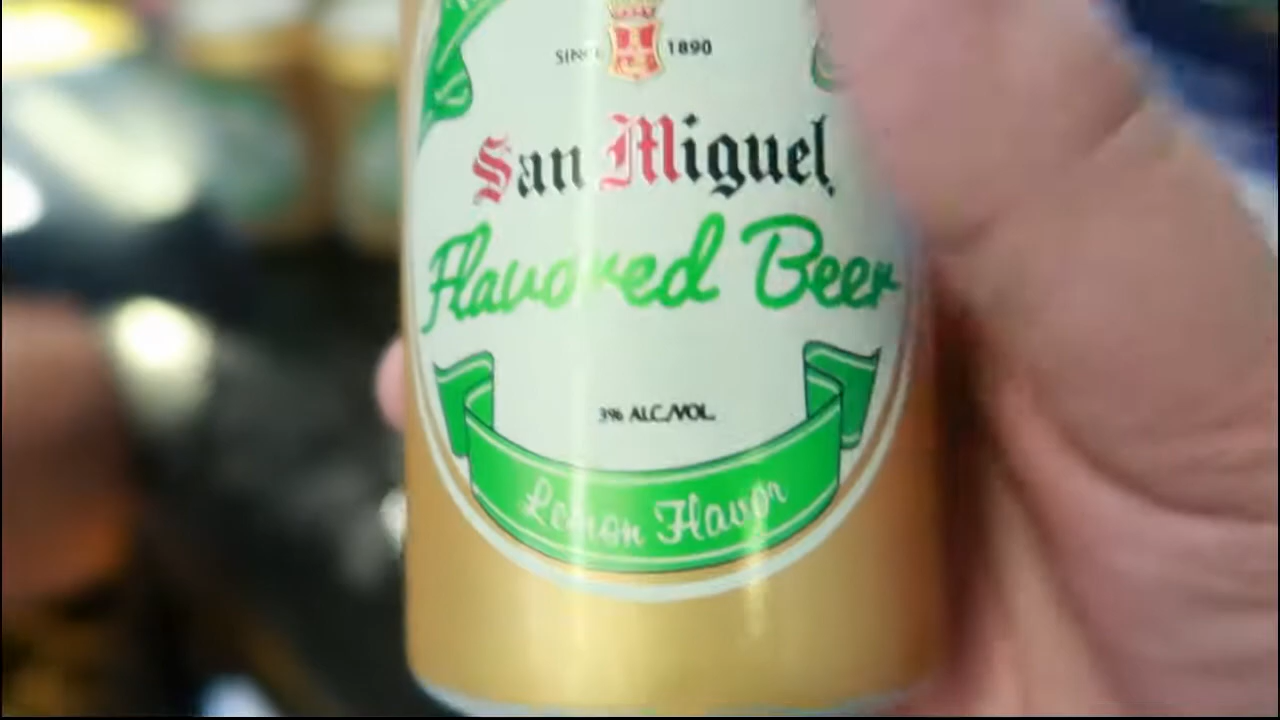 SINCE 1890
San Miguel
Flavored Beer
3% ALC./VOL.
Lemon Flavor